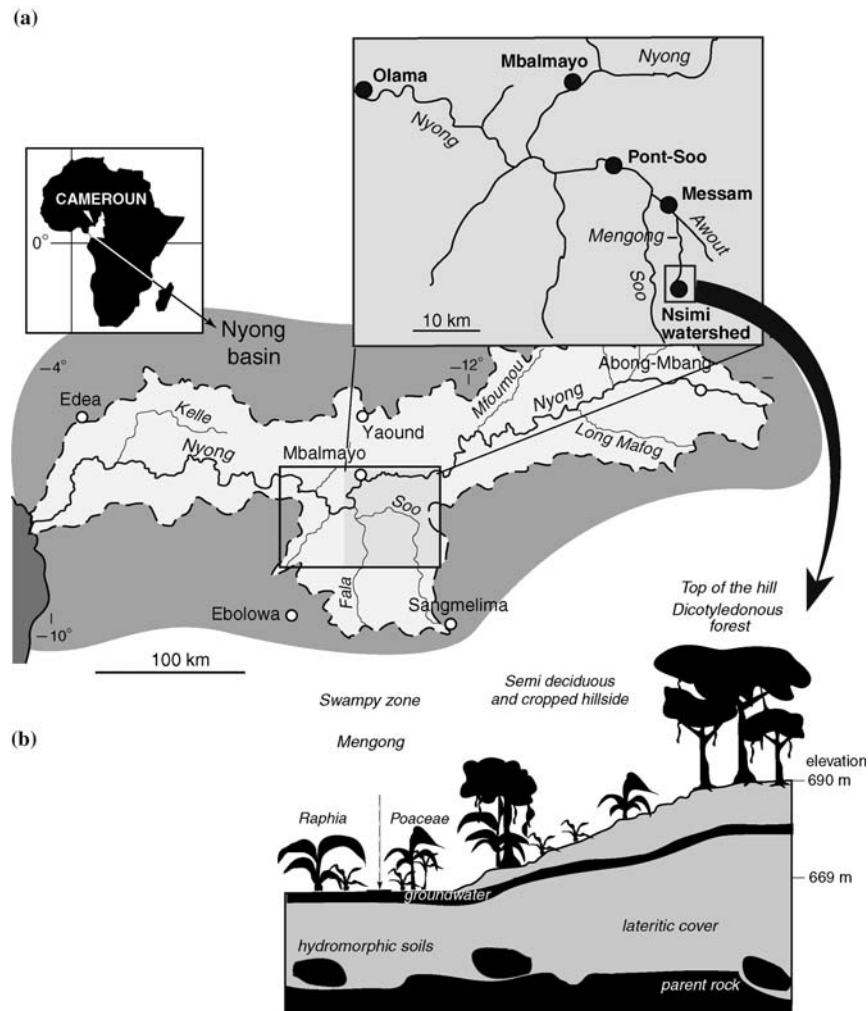 (a)
Nyong
Mbalmayo
Olama
Nyong
Pont-Soo
Messam
Mengong
Awout
Soo
Nsimi
watershed
10 km
CAMEROUN
0°
Nyong
basin
−4°
−12°
Abong-Mbang
Mfoumou
Edea
Kelle
Nyong
Yaound
Nyong
Mbalmayo
Long Mafog
Soo
Fala
Ebolowa
Sangmelima
−10°
100 km
Top of the hill
Dicotyledonous
forest
Semi deciduous
and cropped hillside
Swampy zone
(b)
Mengong
elevation
690 m
Raphia
Poaceae
669 m
groundwater
lateritic cover
hydromorphic soils
parent rock